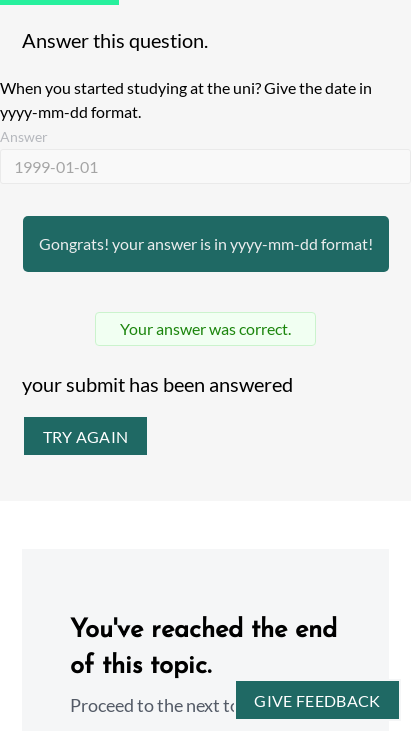 Answer this question.
When you started studying at the uni? Give the date in
yyyy-mm-dd format.
Answer
1999-01-01
Gongrats! your answer is in yyyy-mm-dd format!
Your answer was correct.
your submit has been answered
TRY AGAIN
You've reached the end
of this topic.
Proceed to the next
GIVE FEEDBACK